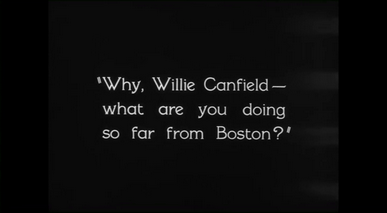 "Why, Willie Canfield—
what are you doing
so far from Boston?"